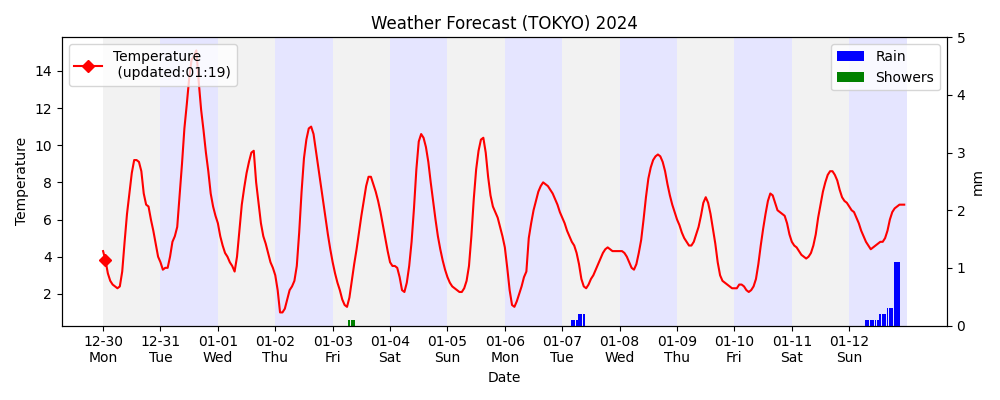 Weather Forecast (TOKYO) 2024
Temperature
(updated:01:19)
Rain
Showers
Temperature
14
12
10
8
6
4
2
5
4
3
2
1
0
mm
12-30 12-31 01-01 01-02 01-03 01-04 01-05 01-06 01-07 01-08 01-09 01-10 01-11 01-12
Mon Tue Wed Thu Fri Sat Sun Mon Tue Wed Thu Fri Sat Sun
Date